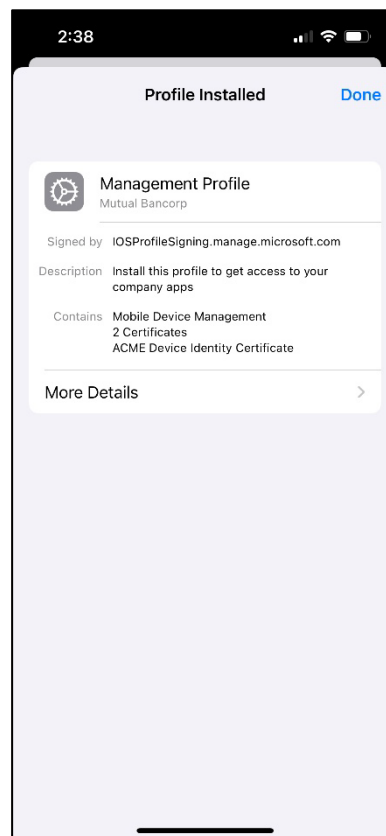 2:38
Profile Installed
Done
Management Profile
Mutual Bancorp
Signed by IOSProfileSigning.manage.microsoft.com
Description Install this profile to get access to your
company apps
Contains Mobile Device Management
2 Certificates
ACME Device Identity Certificate
More Details